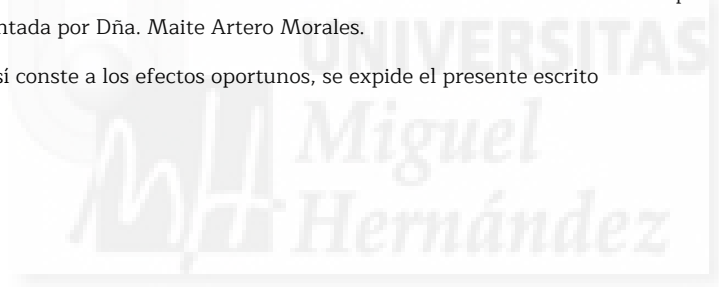 ntada por Dña. Maite Artero Morales.
sí conste a los efectos oportunos, se expide el presente escrito
UNIVERSITAS
Miguel
Hernández